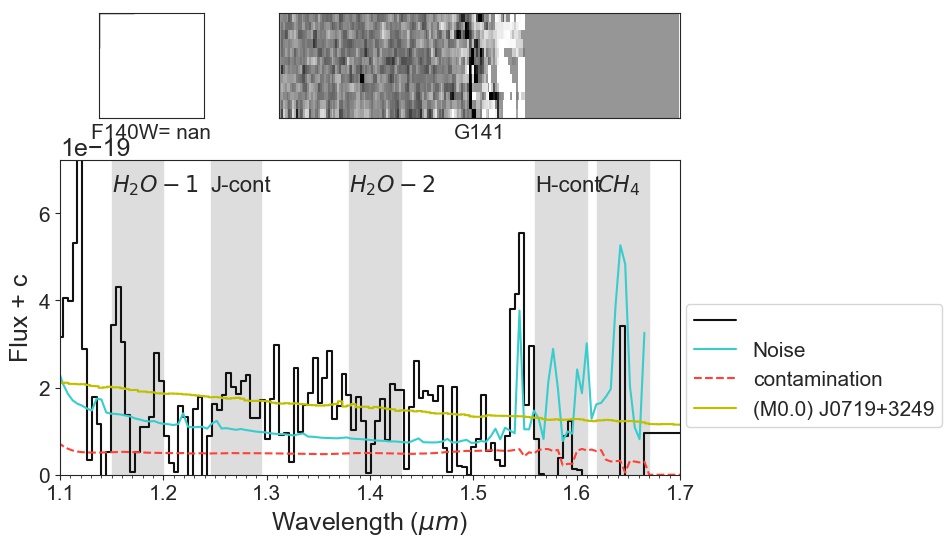 F140W= nan
G141
1e−19
H₂O − 1 J-cont H₂O − 2 H-cont CH₄
6
4
2
0
Flux + c
1.1 1.2 1.3 1.4 1.5 1.6 1.7
Wavelength (μm)
Noise
contamination
(M0.0) J0719+3249